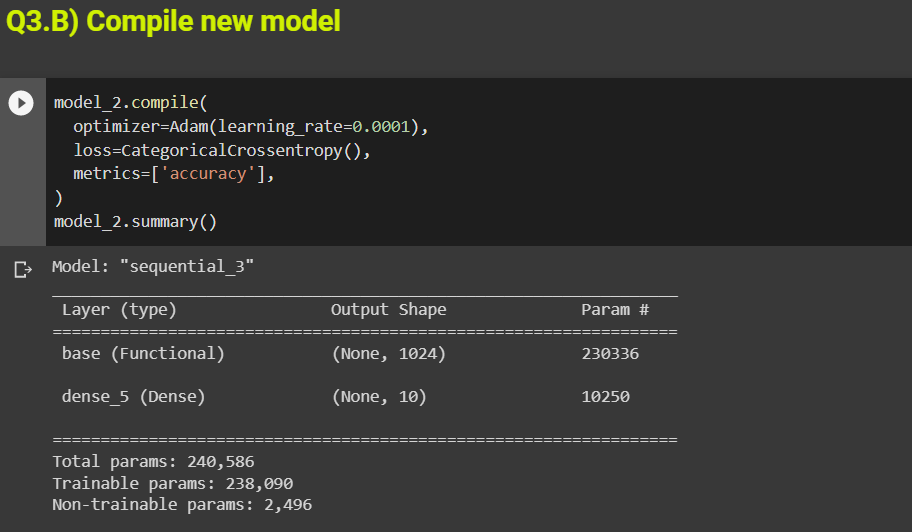 Q3.B) Compile new model
model_2.compile(
  optimizer=Adam(learning_rate=0.0001),
  loss=CategoricalCrossentropy(),
  metrics=['accuracy'],
)
model_2.summary()
Model: "sequential_3"
_________________________________________________________________
Layer (type)                Output Shape              Param #
=================================================================
base (Functional)           (None, 1024)              230336
dense_5 (Dense)             (None, 10)                10250
=================================================================
Total params: 240,586
Trainable params: 238,090
Non-trainable params: 2,496